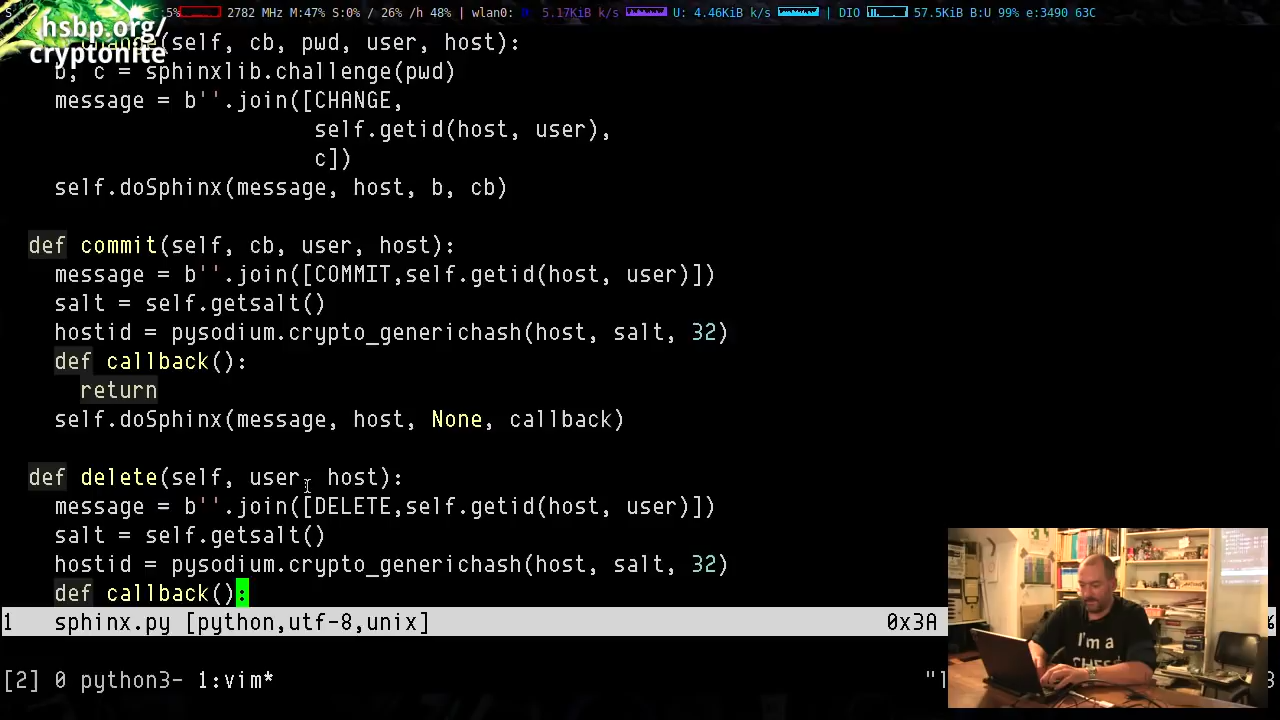 5% 2782 MHz M:47% S:0% / 26% /h 48% | wlan0: D: 5.17KiB k/s U: 4.46KiB k/s | DIO 57.5KiB B:U 99% e:3490 63C
hsbp.org/
cryptonite
change(self, cb, pwd, user, host):
b, c = sphinxlib.challenge(pwd)
message = b''.join([CHANGE,
self.getid(host, user),
c])
self.doSphinx(message, host, b, cb)
def commit(self, cb, user, host):
message = b''.join([COMMIT,self.getid(host, user)])
salt = self.getsalt()
hostid = pysodium.crypto_generichash(host, salt, 32)
def callback():
return
self.doSphinx(message, host, None, callback)
def delete(self, user, host):
message = b''.join([DELETE,self.getid(host, user)])
salt = self.getsalt()
hostid = pysodium.crypto_generichash(host, salt, 32)
def callback():
1 sphinx.py [python,utf-8,unix] 0x3A
[2] 0 python3- 1:vim*
I'm a